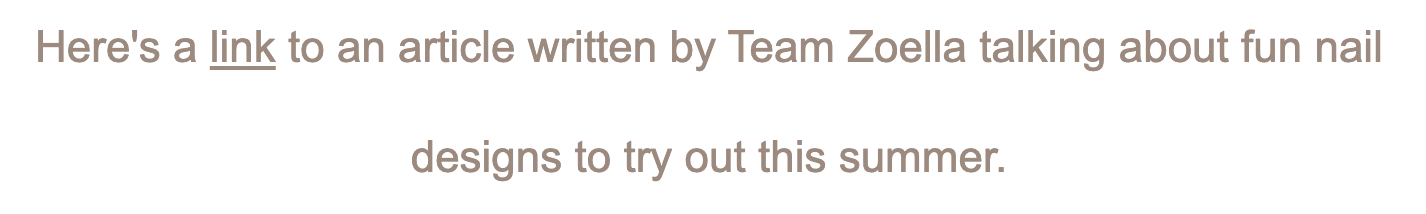 Here's a link to an article written by Team Zoella talking about fun nail
designs to try out this summer.